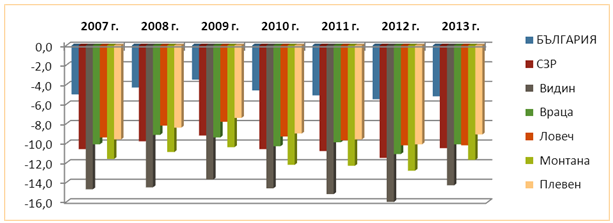 2007 г. 2008 г. 2009 г. 2010 г. 2011 г. 2012 г. 2013 г.
0,0
-2,0
-4,0
-6,0
-8,0
-10,0
-12,0
-14,0
-16,0
БЪЛГАРИЯ
СЗР
Видин
Враца
Ловеч
Монтана
Плевен